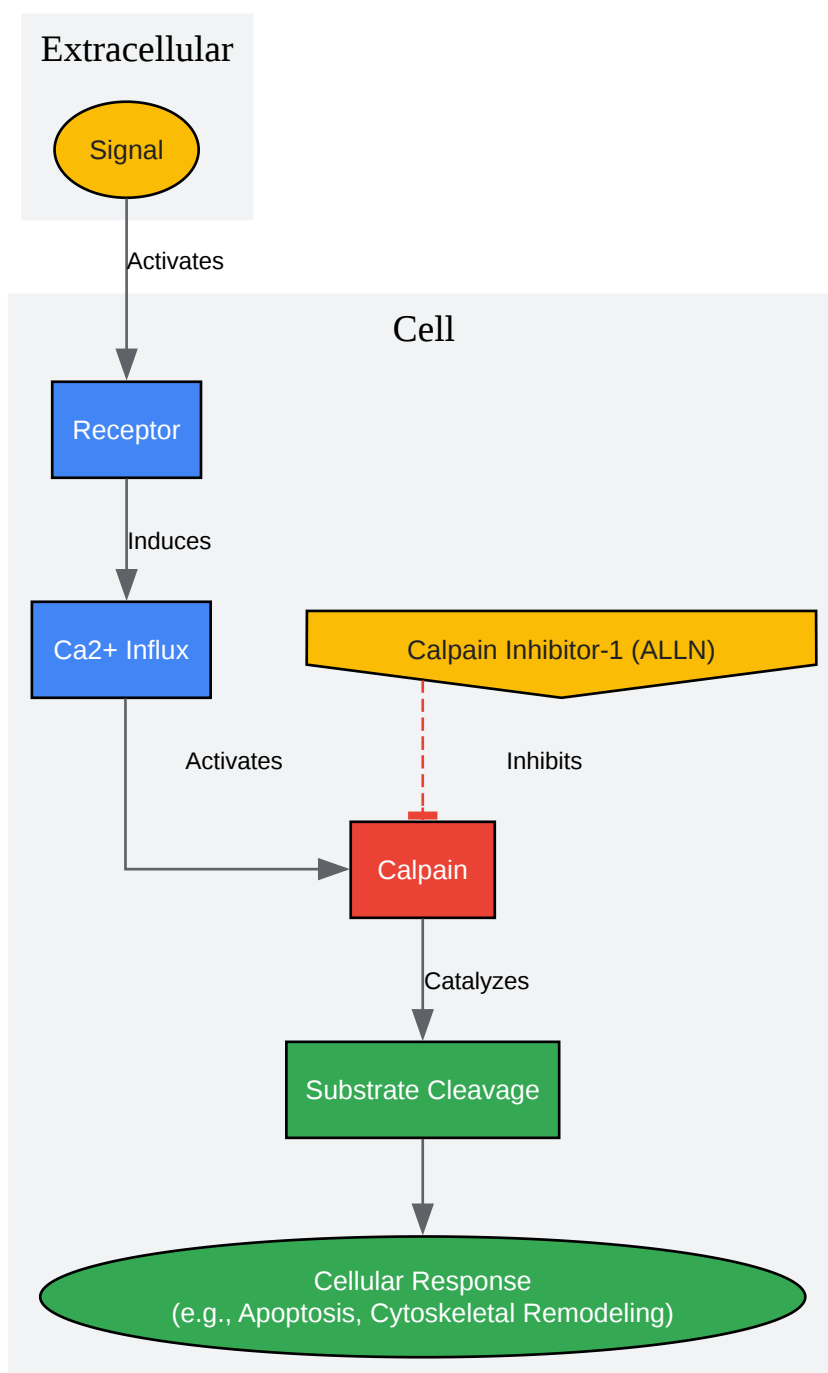 Extracellular
Signal
Activates
Cell
Receptor
Induces
Ca2+ Influx
Calpain Inhibitor-1 (ALLN)
Activates
Inhibits
Calpain
Catalyzes
Substrate Cleavage
Cellular Response
(e.g., Apoptosis, Cytoskeletal Remodeling)